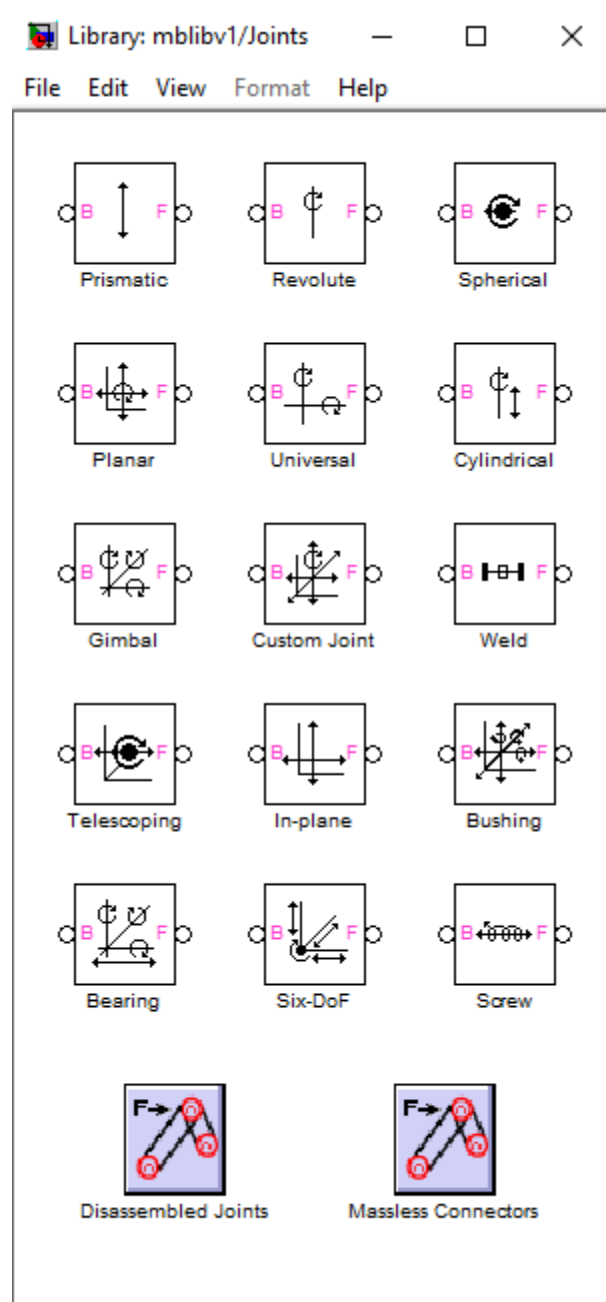 Library: mblibv1/Joints
File Edit View Format Help
B F B F B F
Prismatic Revolute Spherical
B F B F B F
Planar Universal Cylindrical
B F B F B F
Gimbal Custom Joint Weld
B F B F B F
Telescoping In-plane Bushing
B F B F B F
Bearing Six-DoF Screw
F F
Disassembled Joints Massless Connectors